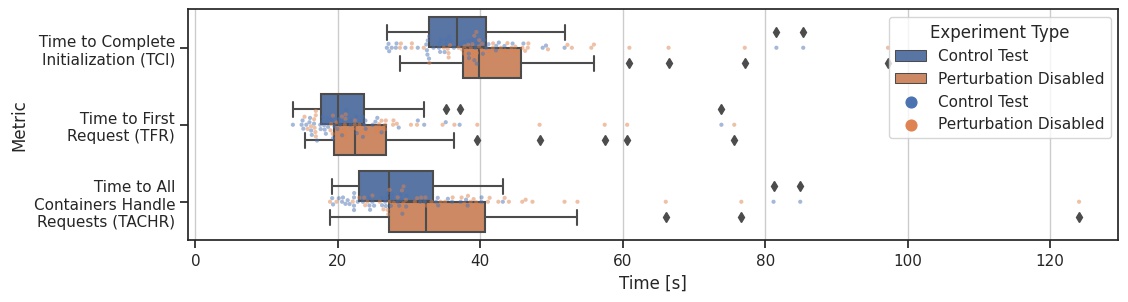 Metric
Time to Complete
Initialization (TCI)
Time to First
Request (TFR)
Time to All
Containers Handle
Requests (TACHR)
Experiment Type
Control Test
Perturbation Disabled
Control Test
Perturbation Disabled
0 20 40 60 80 100 120
Time [s]